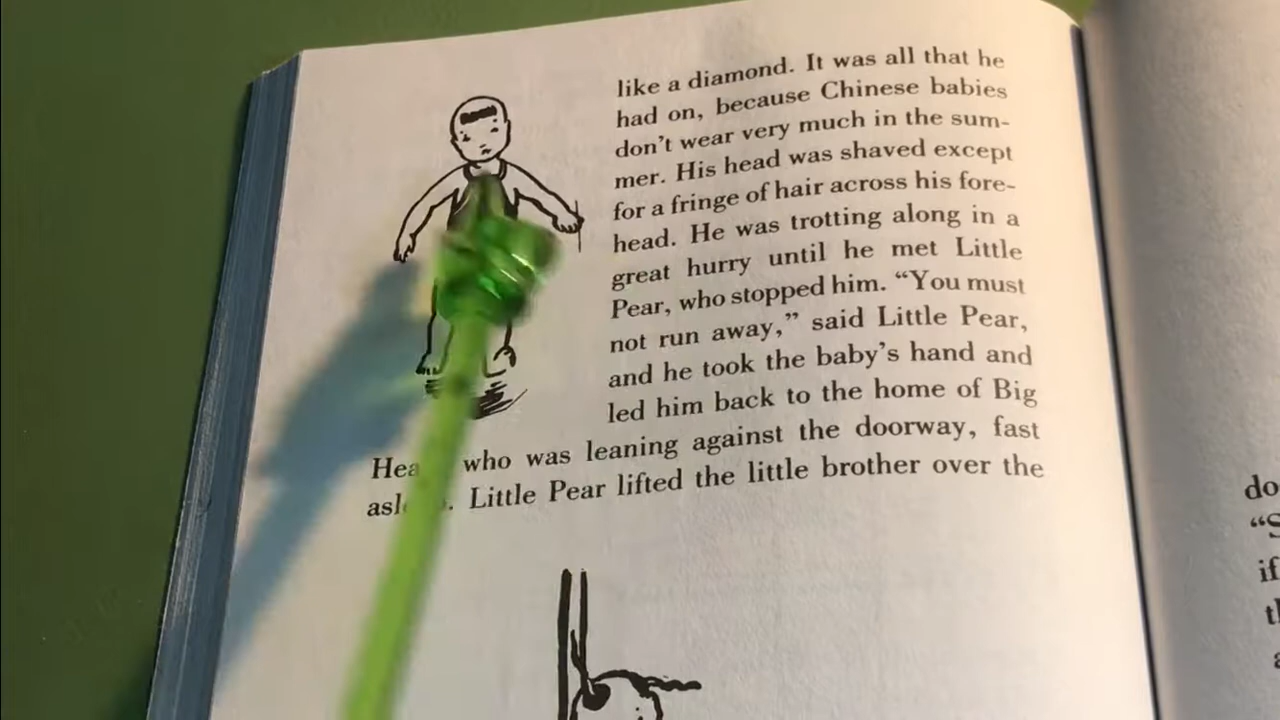 like a diamond. It was all that he
had on, because Chinese babies
don't wear very much in the sum-
mer. His head was shaved except
for a fringe of hair across his fore-
head. He was trotting along in a
great hurry until he met Little
Pear, who stopped him. “You must
not run away,” said Little Pear,
and he took the baby's hand and
led him back to the home of Big
who was leaning against the doorway, fast
Little Pear lifted the little brother over the
do
“S
if